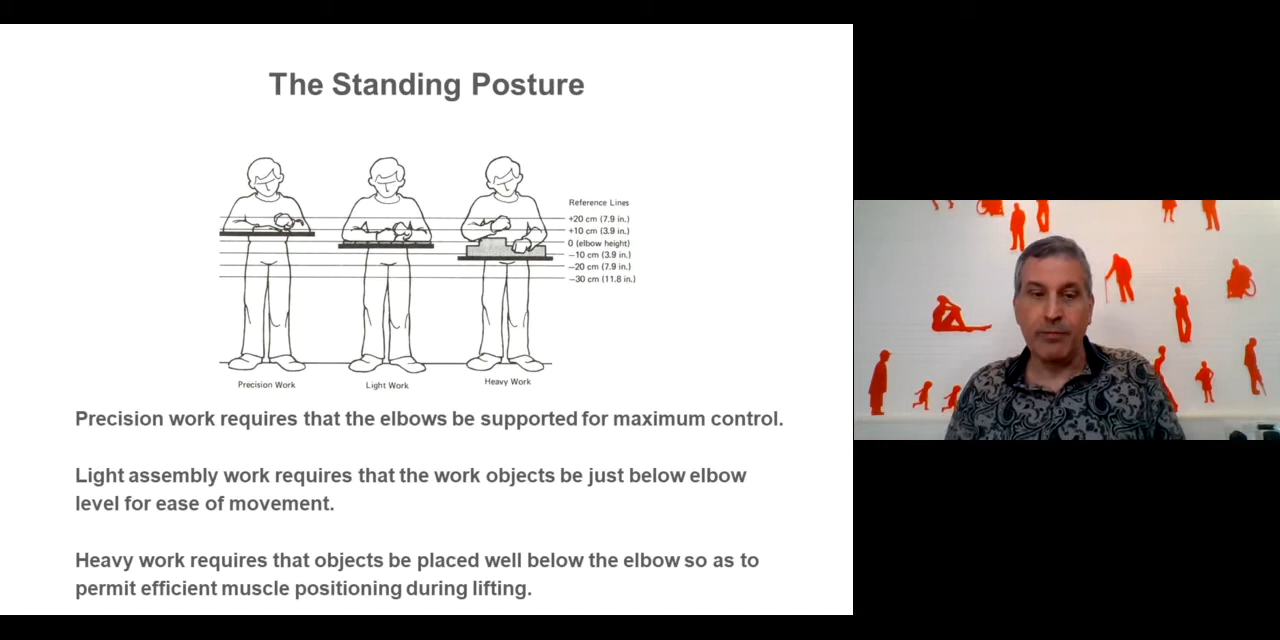 The Standing Posture
Reference Lines
+20 cm (7.9 in.)
+10 cm (3.9 in.)
0 (elbow height)
−10 cm (3.9 in.)
−20 cm (7.9 in.)
−30 cm (11.8 in.)
Precision Work
Light Work
Heavy Work
Precision work requires that the elbows be supported for maximum control.
Light assembly work requires that the work objects be just below elbow
level for ease of movement.
Heavy work requires that objects be placed well below the elbow so as to
permit efficient muscle positioning during lifting.